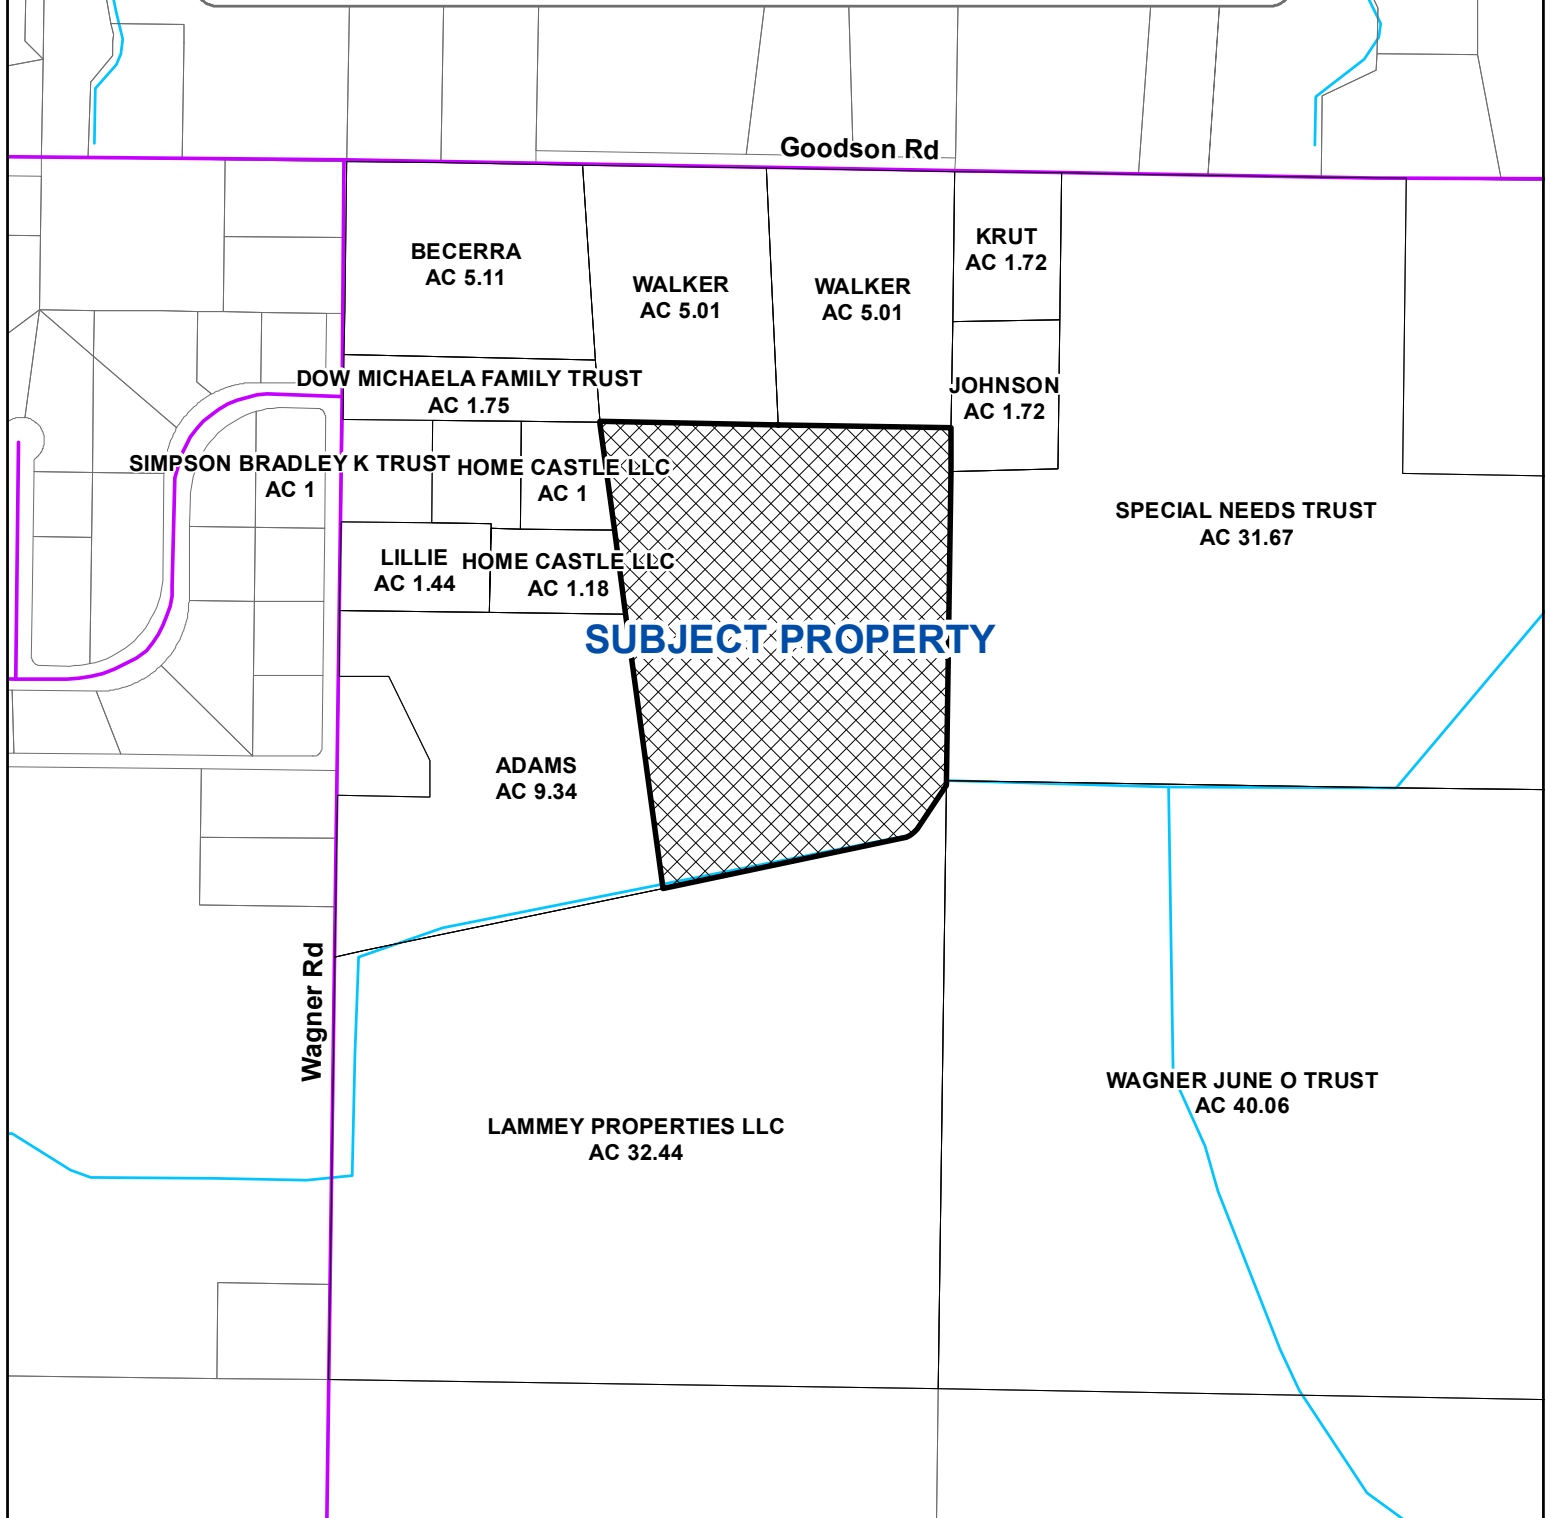 Goodson Rd
BECERRA
AC 5.11
WALKER
AC 5.01
WALKER
AC 5.01
KRUT
AC 1.72
DOW MICHAELA FAMILY TRUST
AC 1.75
JOHNSON
AC 1.72
SIMPSON BRADLEY K TRUST
AC 1
HOME CASTLE LLC
AC 1
SPECIAL NEEDS TRUST
AC 31.67
LILLIE
AC 1.44
HOME CASTLE LLC
AC 1.18
SUBJECT PROPERTY
ADAMS
AC 9.34
Wagner Rd
WAGNER JUNE O TRUST
AC 40.06
LAMMEY PROPERTIES LLC
AC 32.44